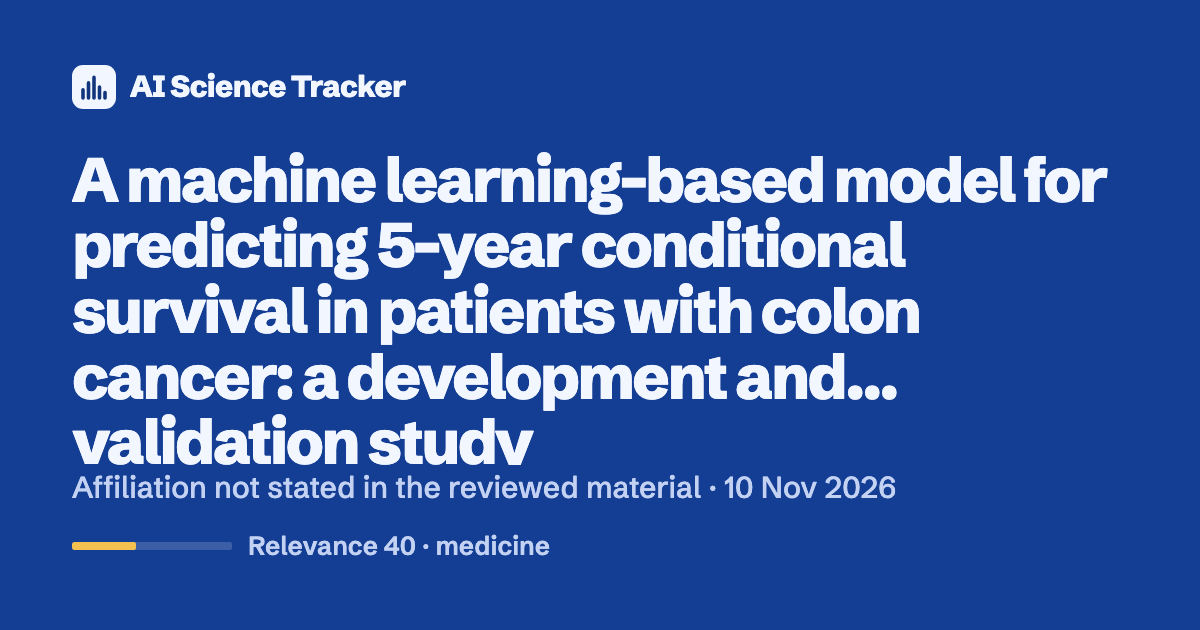 AI Science Tracker
A machine learning-based model for
predicting 5-year conditional
survival in patients with colon
cancer: a development and...
validation study
Affiliation not stated in the reviewed material · 10 Nov 2026
Relevance 40 · medicine